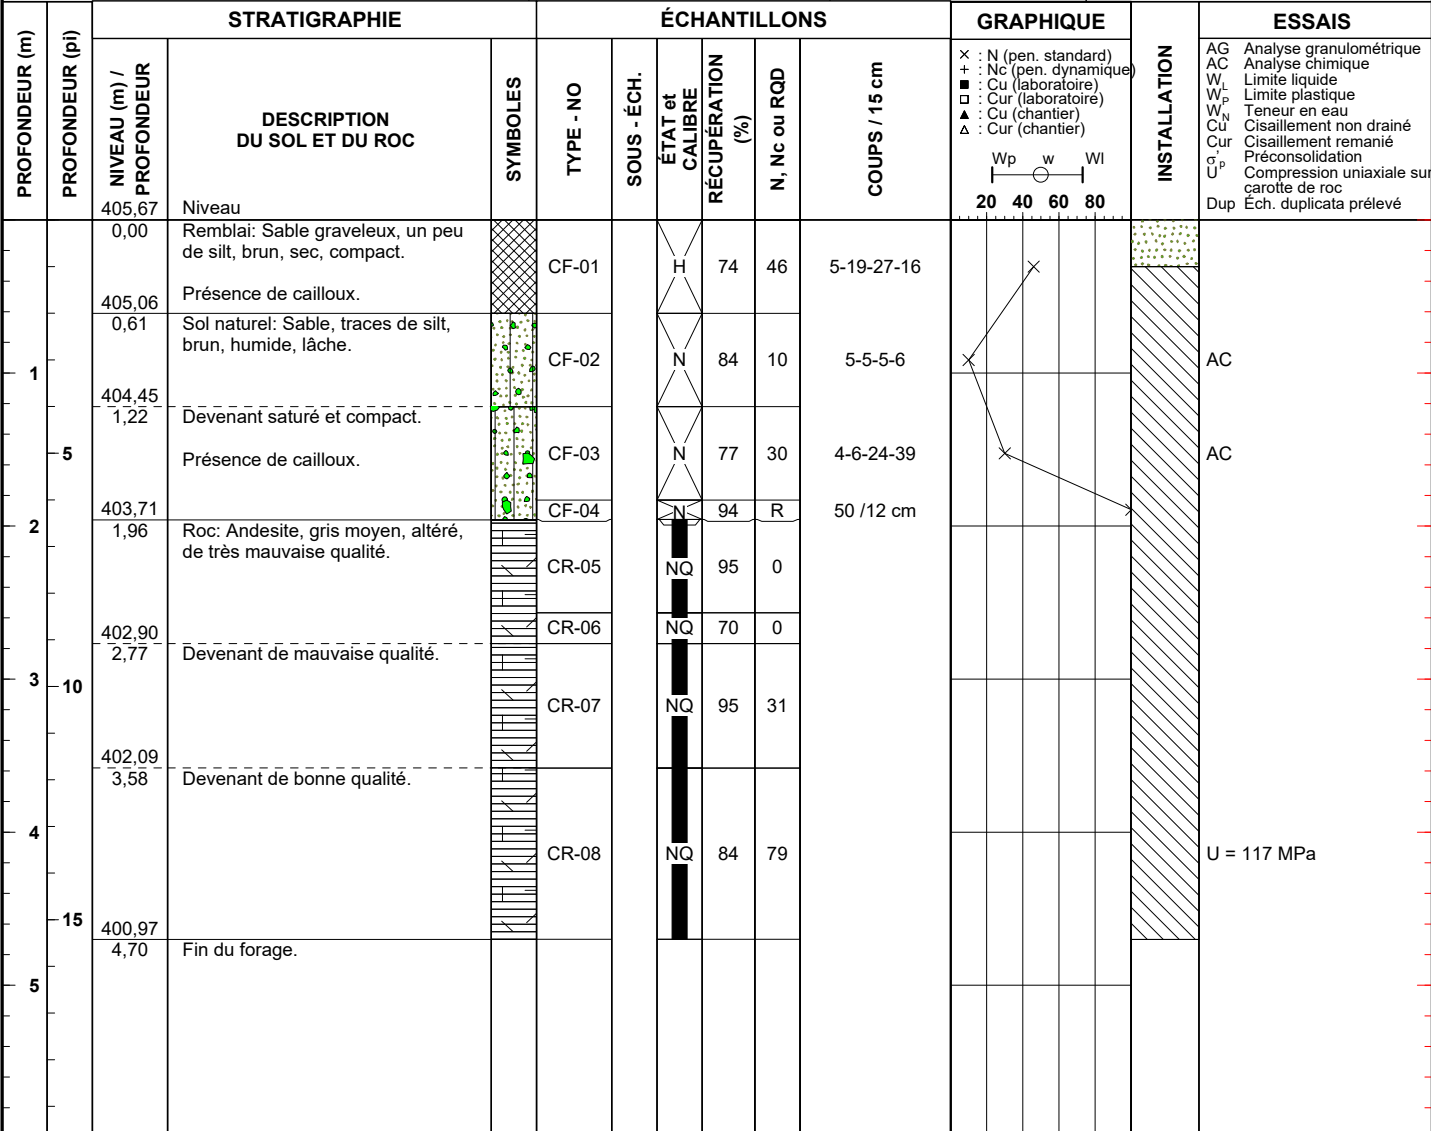 STRATIGRAPHIE
ÉCHANTILLONS
GRAPHIQUE
ESSAIS
PROFONDEUR (m)
PROFONDEUR (pi)
NIVEAU (m) /
PROFONDEUR
DESCRIPTION
DU SOL ET DU ROC
SYMBOLES
TYPE - NO
SOUS - ÉCH.
ÉTAT et
CALIBRE
RÉCUPÉRATION
(%)
N, Nc ou RQD
COUPS / 15 cm
× : N (pen. standard)
+ : Nc (pen. dynamique)
■ : Cu (laboratoire)
□ : Cur (laboratoire)
▲ : Cu (chantier)
△ : Cur (chantier)
Wp w Wl
20 40 60 80
INSTALLATION
AG Analyse granulométrique
AC Analyse chimique
W_L Limite liquide
W_P Limite plastique
W_N Teneur en eau
Cu Cisaillement non drainé
Cur Cisaillement remanié
σ'_p Préconsolidation
U Compression uniaxiale sur
carotte de roc
Dup Éch. duplicata prélevé
405,67 Niveau
0,00 Remblai: Sable graveleux, un peu
de silt, brun, sec, compact.
CF-01 H 74 46 5-19-27-16
Présence de cailloux.
405,06
0,61 Sol naturel: Sable, traces de silt,
brun, humide, lâche.
CF-02 N 84 10 5-5-5-6 AC
1
404,45
1,22 Devenant saturé et compact.
5
Présence de cailloux.
CF-03 N 77 30 4-6-24-39 AC
403,71
CF-04 N 94 R 50 /12 cm
2
1,96 Roc: Andesite, gris moyen, altéré,
de très mauvaise qualité.
CR-05 NQ 95 0
CR-06 NQ 70 0
402,90
2,77 Devenant de mauvaise qualité.
3
10
CR-07 NQ 95 31
402,09
3,58 Devenant de bonne qualité.
4
CR-08 NQ 84 79 U = 117 MPa
15
400,97
4,70 Fin du forage.
5